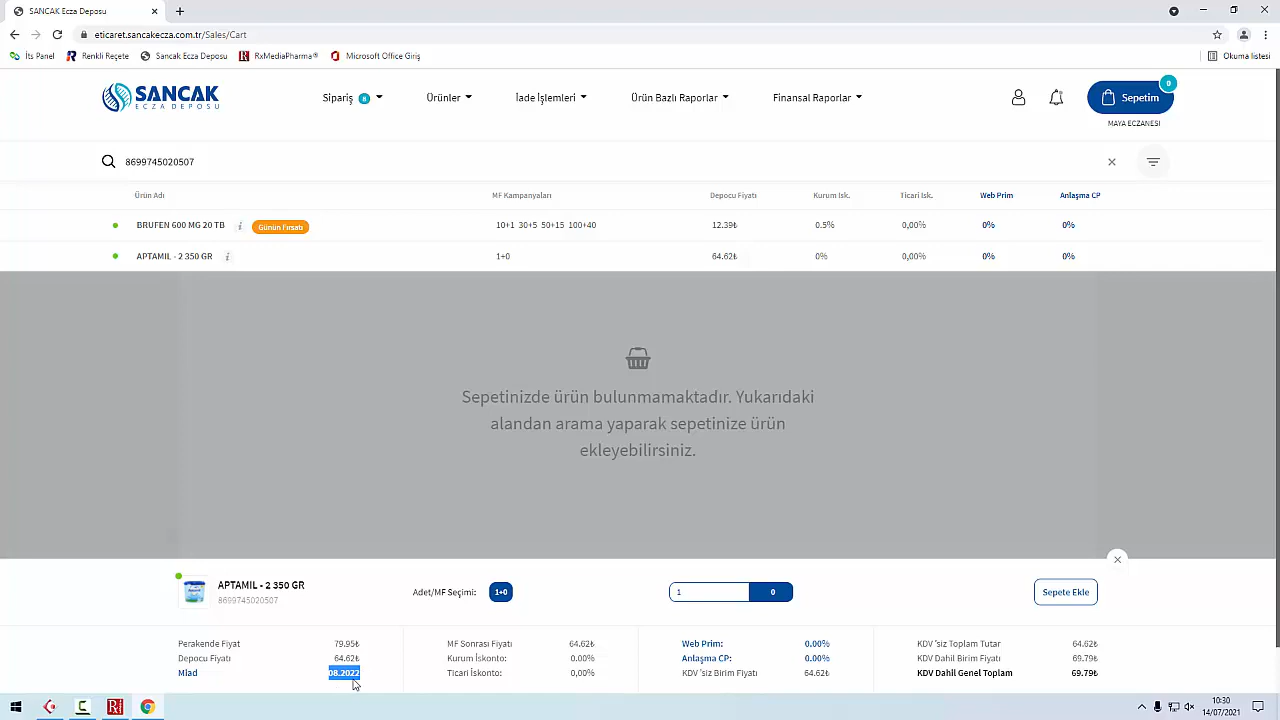 SANCAK Ecza Deposu
eticaret.sancakecza.com.tr/Sales/Cart
İts Panel Renkli Reçete Sancak Ecza Deposu RxMediaPharma® Microsoft Office Giriş Okuma listesi
SANCAK
ECZA DEPOSU
Sipariş Ürünler İade İşlemleri Ürün Bazlı Raporlar Finansal Raporlar Sepetim 0
MAYA ECZANESİ
8699745020507
Ürün Adı MF Kampanyaları Depocu Fiyatı Kurum Isk. Ticari Isk. Web Prim Anlaşma CP
BRUFEN 600 MG 20 TB i Günün Fırsatı 10+1 30+5 50+15 100+40 12.39₺ 0.5% 0,00% 0% 0%
APTAMIL - 2 350 GR i 1+0 64.62₺ 0% 0,00% 0% 0%
Sepetinizde ürün bulunmamaktadır. Yukarıdaki
alandan arama yaparak sepetinize ürün
ekleyebilirsiniz.
APTAMIL - 2 350 GR
8699745020507
Adet/MF Seçimi: 1+0 1 0 Sepete Ekle
Perakende Fiyat 79.95₺ MF Sonrası Fiyatı 64.62₺ Web Prim: 0.00% KDV 'siz Toplam Tutar 64.62₺
Depocu Fiyatı 64.62₺ Kurum İskonto: 0.00% Anlaşma CP: 0.00% KDV Dahil Birim Fiyatı 69.79₺
Miad 08.2022 Ticari İskonto: 0,00% KDV 'siz Birim Fiyatı 64.62₺ KDV Dahil Genel Toplam 69.79₺
10:30
14/07/2021